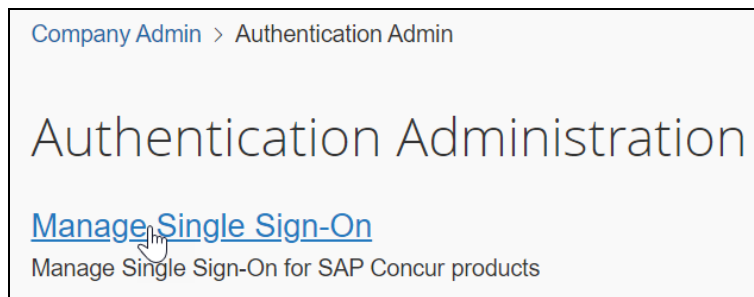 Company Admin > Authentication Admin
Authentication Administration
Manage Single Sign-On
Manage Single Sign-On for SAP Concur products